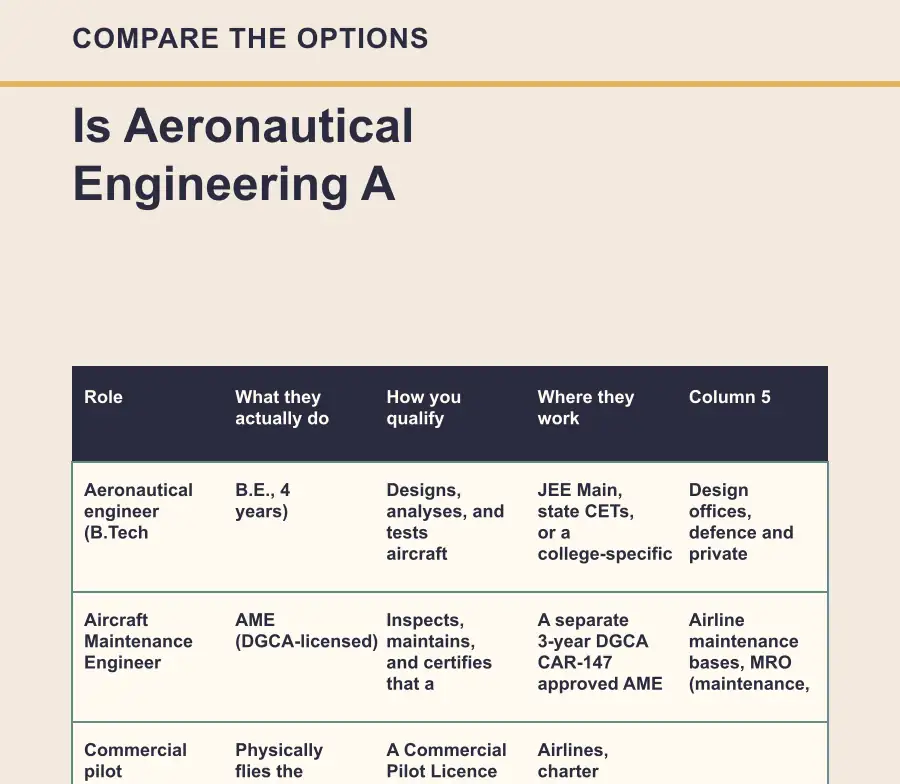 COMPARE THE OPTIONS
Is Aeronautical
Engineering A
Role
What they
actually do
How you
qualify
Where they
work
Column 5
Aeronautical
engineer
(B.Tech
B.E., 4
years)
Designs,
analyses, and
tests
aircraft
JEE Main,
state CETs,
or a
college-specific
Design
offices,
defence and
private
Aircraft
Maintenance
Engineer
AME
(DGCA-licensed)
Inspects,
maintains,
and certifies
that a
A separate
3-year DGCA
CAR-147
approved AME
Airline
maintenance
bases, MRO
(maintenance,
Commercial
pilot
Physically
flies the
A Commercial
Pilot Licence
Airlines,
charter